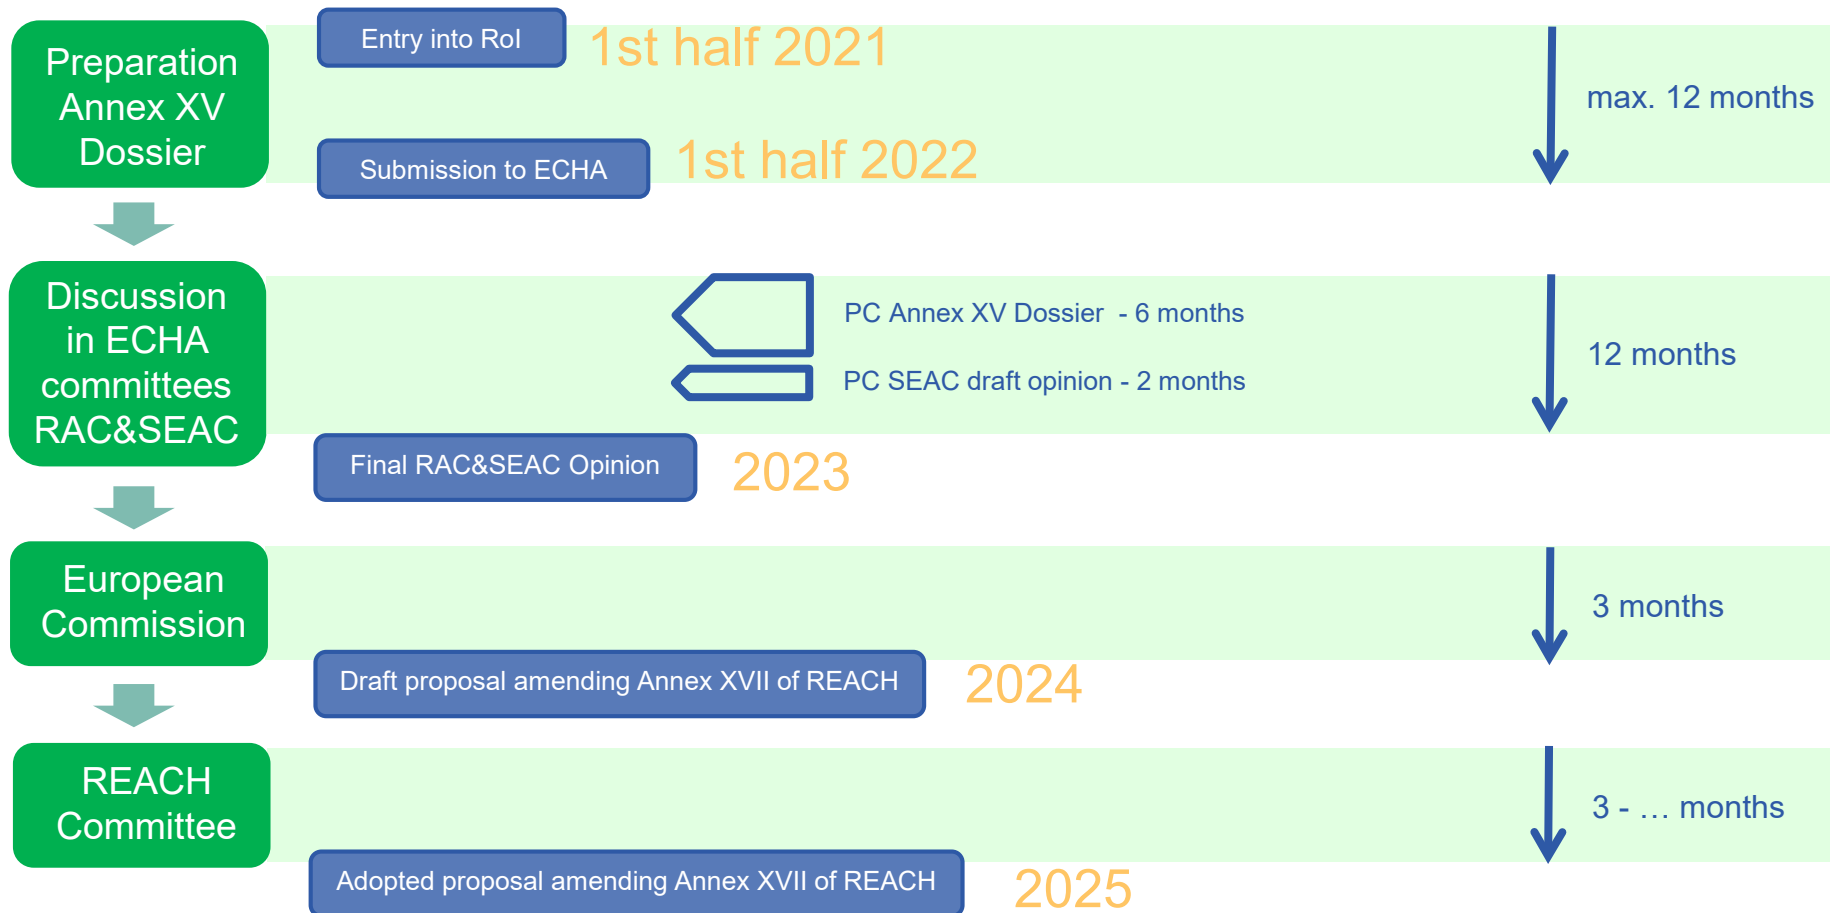 Preparation
Annex XV
Dossier
Entry into RoI
1st half 2021
Submission to ECHA
1st half 2022
max. 12 months
Discussion
in ECHA
committees
RAC&SEAC
PC Annex XV Dossier - 6 months
PC SEAC draft opinion - 2 months
12 months
Final RAC&SEAC Opinion
2023
European
Commission
3 months
Draft proposal amending Annex XVII of REACH
2024
REACH
Committee
3 - … months
Adopted proposal amending Annex XVII of REACH
2025